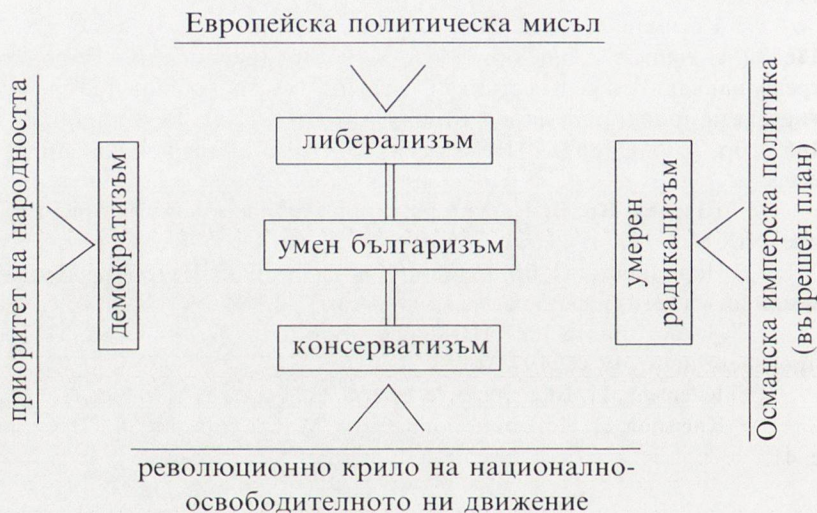 Европейска политическа мисъл
приоритет на народността
демократизъм
либерализъм
умен българизъм
консерватизъм
умерен
радикализъм
Османска имперска политика
(вътрешен план)
революционно крило на национално-
освободителното ни движение